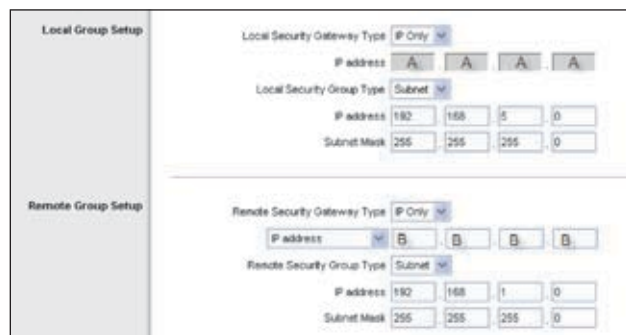 Local Group Setup
Local Security Gateway Type IP Only
IP address A . A . A . A
Local Security Group Type Subnet
IP address 192 . 168 . 5 . 0
Subnet Mask 255 . 255 . 255 . 0
Remote Group Setup
Remote Security Gateway Type IP Only
IP address B . B . B . B
Remote Security Group Type Subnet
IP address 192 . 168 . 1 . 0
Subnet Mask 255 . 255 . 255 . 0